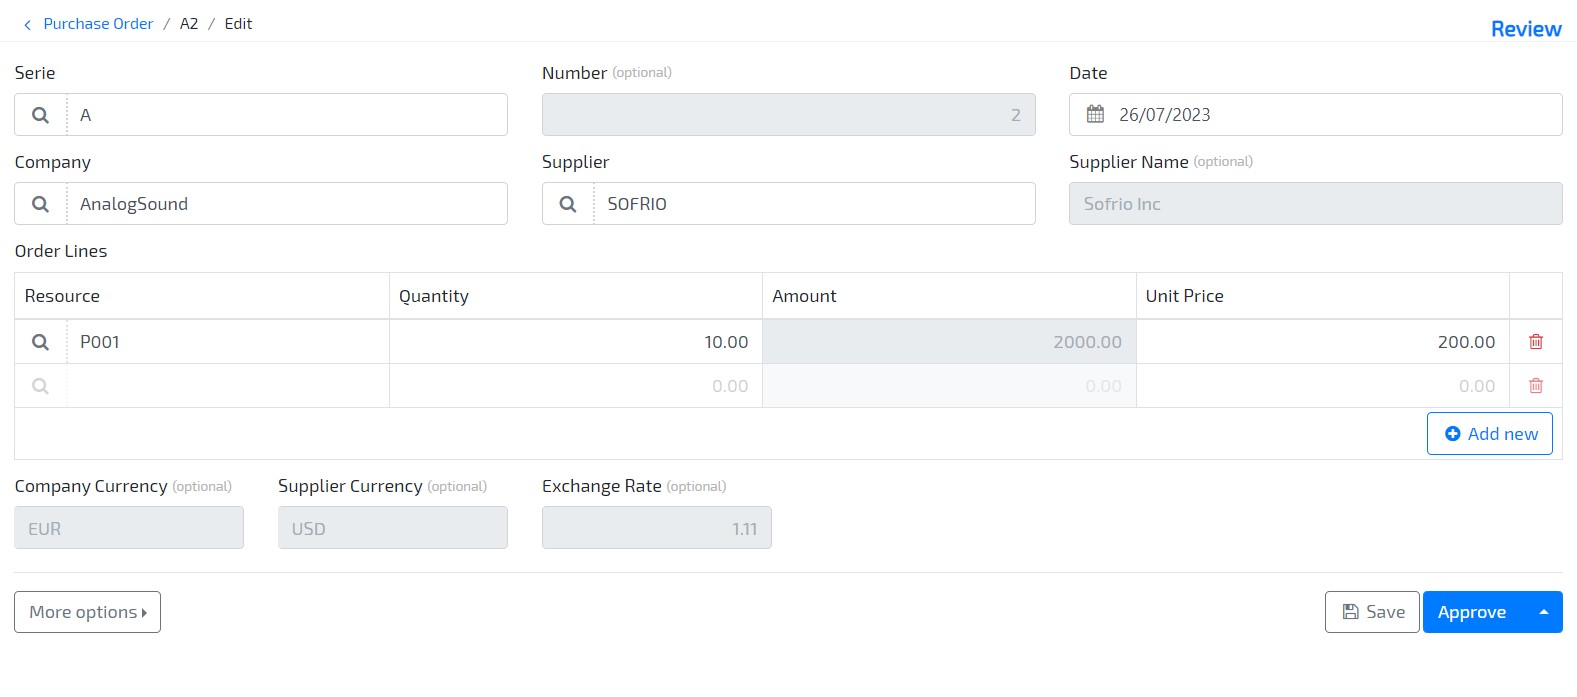 Purchase Order / A2 / Edit
Review
Serie Number (optional) Date
A 2 26/07/2023
Company Supplier Supplier Name (optional)
AnalogSound SOFRIO Sofrio Inc
Order Lines
Resource Quantity Amount Unit Price
P001 10.00 2000.00 200.00
0.00 0.00 0.00
Add new
Company Currency (optional) Supplier Currency (optional) Exchange Rate (optional)
EUR USD 1.11
More options Save Approve